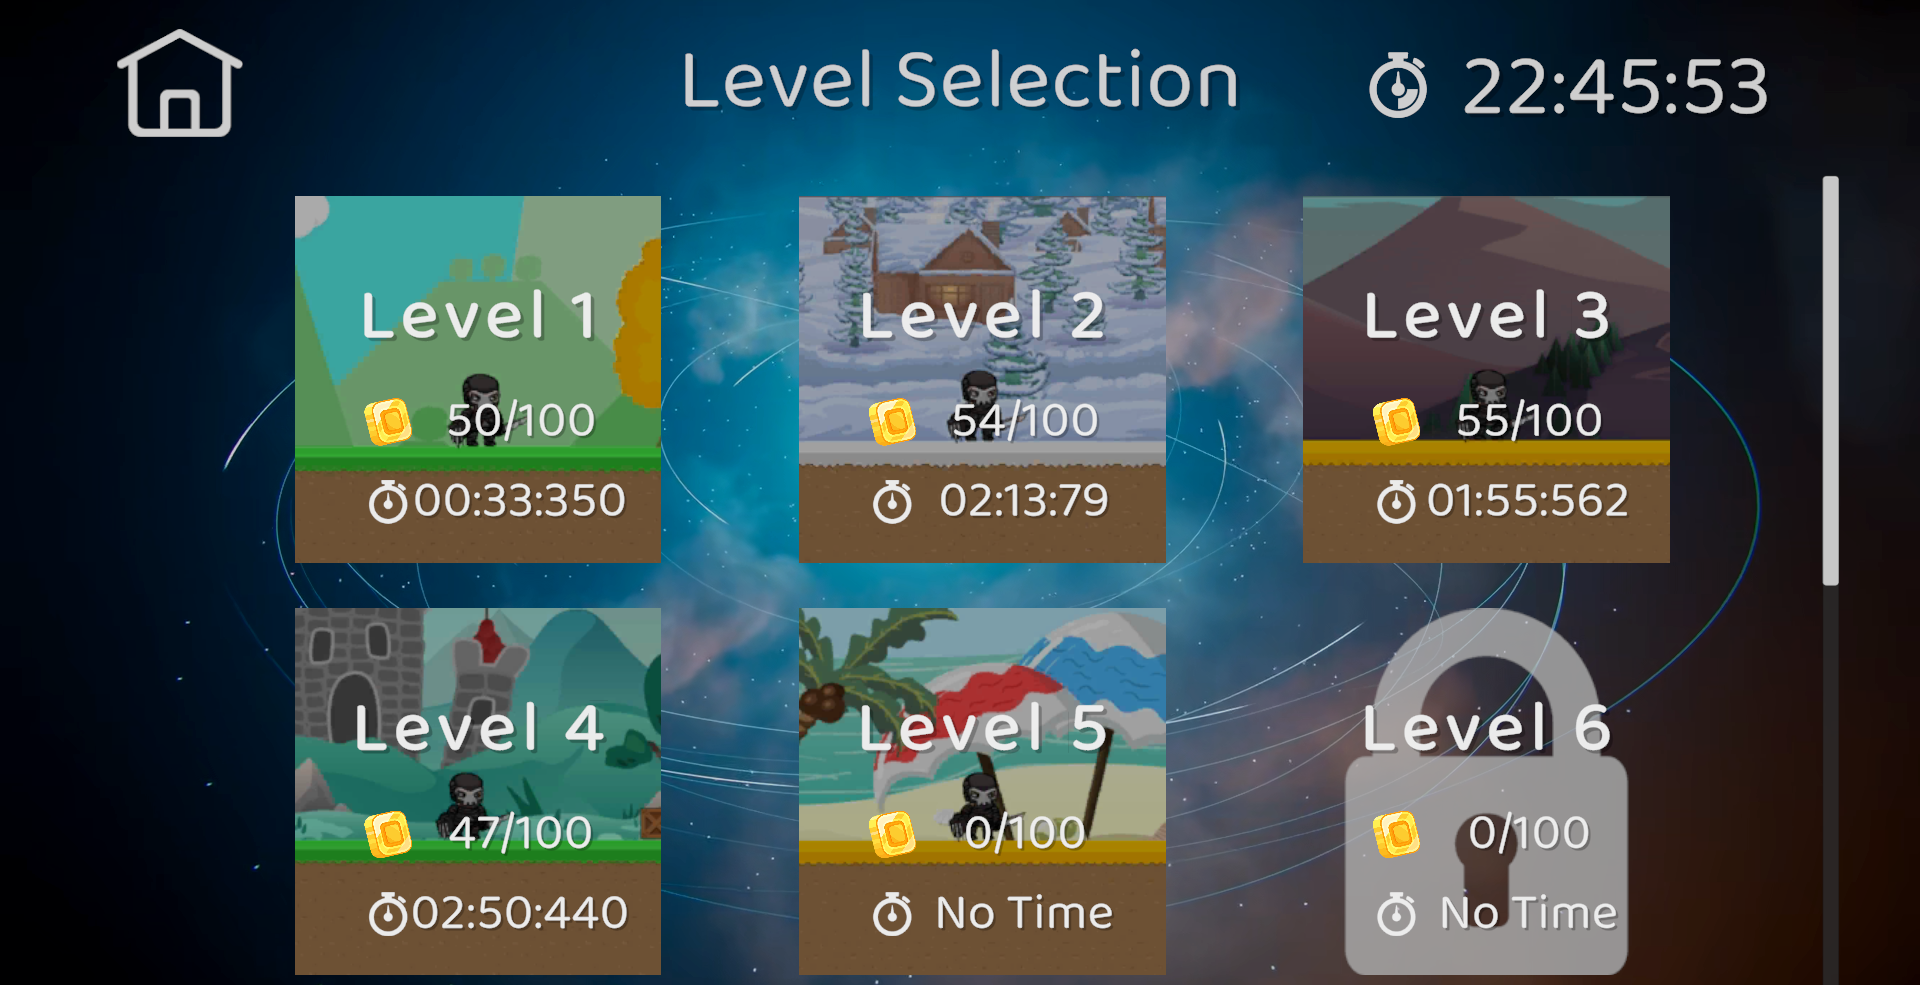 Level Selection
22:45:53
Level 1
50/100
00:33:350
Level 2
54/100
02:13:79
Level 3
55/100
01:55:562
Level 4
47/100
02:50:440
Level 5
0/100
No Time
Level 6
0/100
No Time